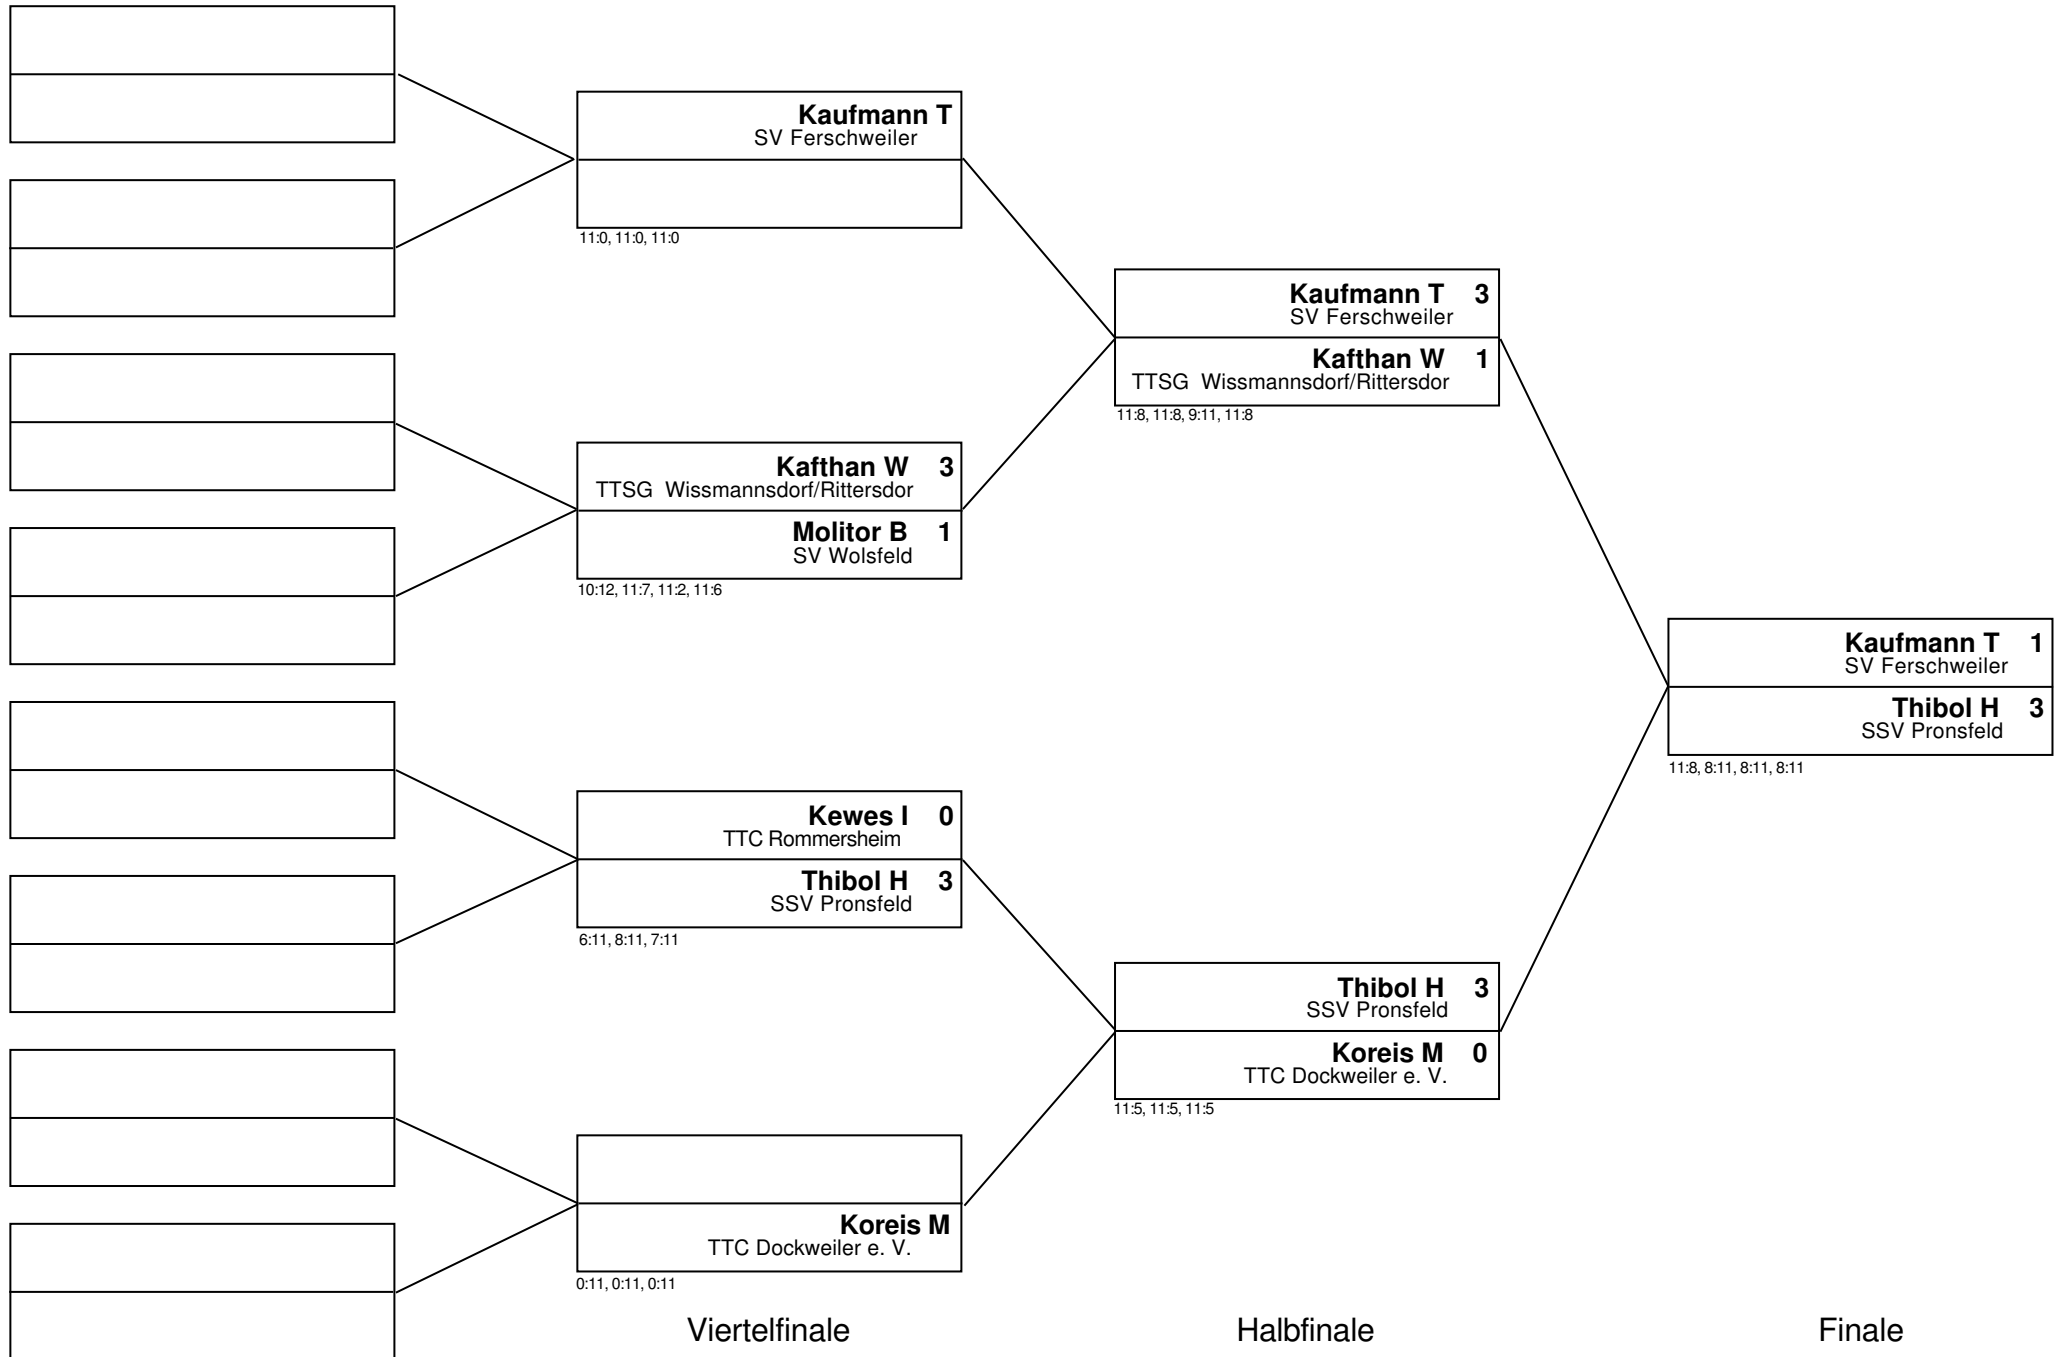 Kaufmann T
SV Ferschweiler
11:0, 11:0, 11:0
Kafthan W 3
TTSG Wissmannsdorf/Rittersdor
Molitor B 1
SV Wolsfeld
10:12, 11:7, 11:2, 11:6
Kewes I 0
TTC Rommersheim
Thibol H 3
SSV Pronsfeld
6:11, 8:11, 7:11
Koreis M
TTC Dockweiler e. V.
0:11, 0:11, 0:11
Viertelfinale
Kaufmann T 3
SV Ferschweiler
Kafthan W 1
TTSG Wissmannsdorf/Rittersdor
11:8, 11:8, 9:11, 11:8
Thibol H 3
SSV Pronsfeld
Koreis M 0
TTC Dockweiler e. V.
11:5, 11:5, 11:5
Halbfinale
Kaufmann T 1
SV Ferschweiler
Thibol H 3
SSV Pronsfeld
11:8, 8:11, 8:11, 8:11
Finale